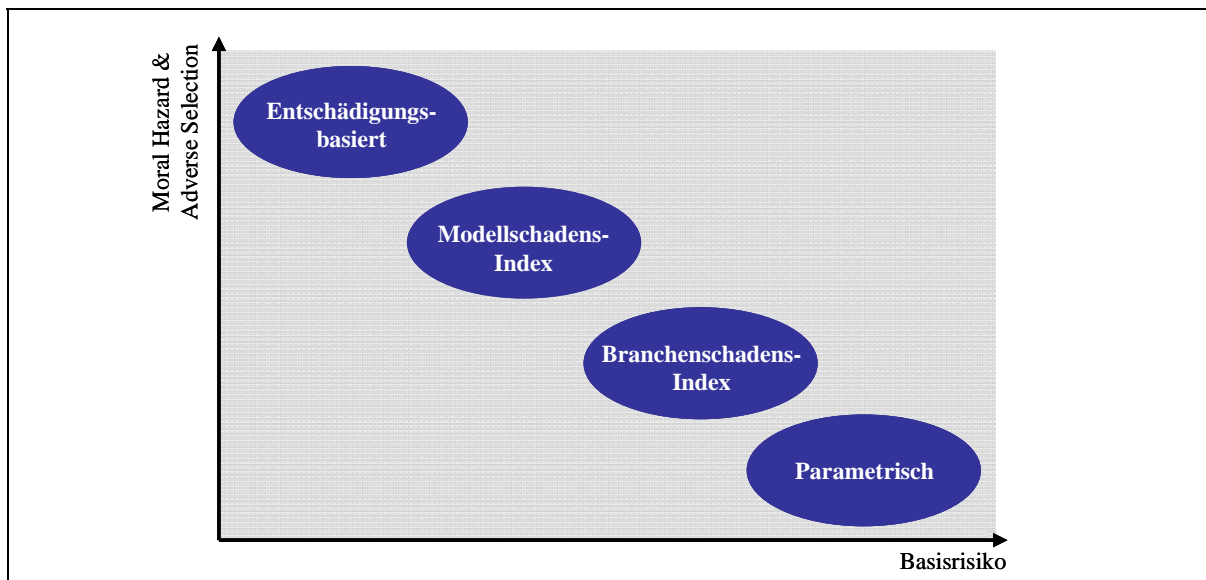 Moral Hazard &
Adverse Selection
Entschädigungs-
basiert
Modellschadens-
Index
Branchenschadens-
Index
Parametrisch
Basisrisiko